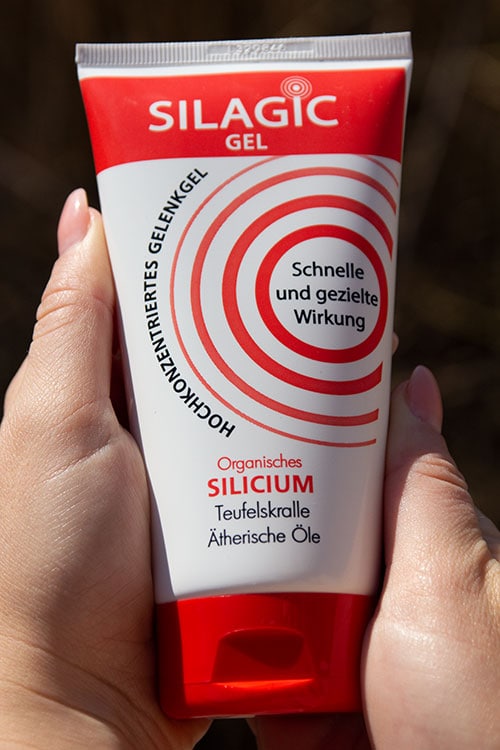 SILAGIC
GEL
HOCHKONZENTRIERTES GELENKGEL
Schnelle
und gezielte
Wirkung
Organisches
SILICIUM
Teufelskralle
Ätherische Öle